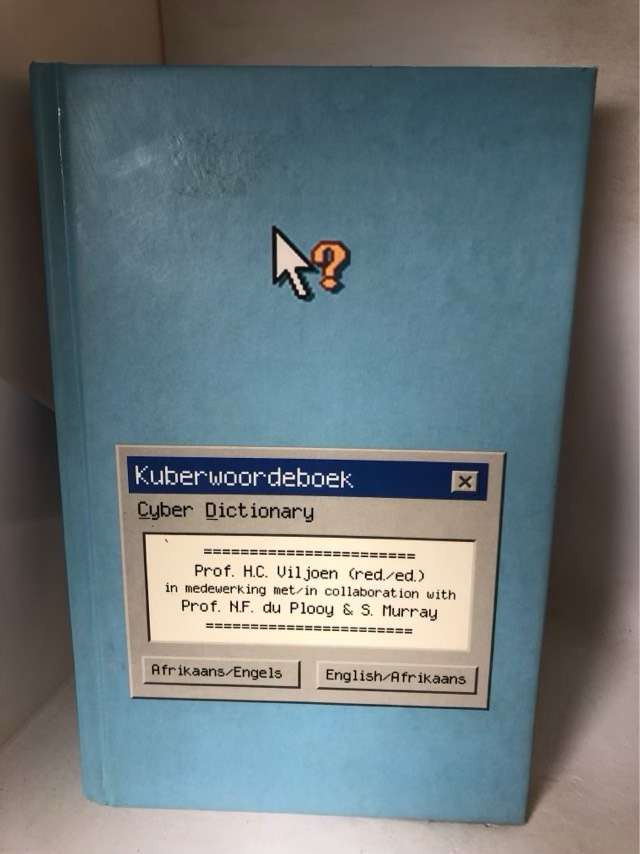 ?
Kuberwoordeboek
Cyber Dictionary
=======================
Prof. H.C. Viljoen (red./ed.)
in medewerking met/in collaboration with
Prof. N.F. du Plooy & S. Murray
=======================
Afrikaans/Engels
English/Afrikaans